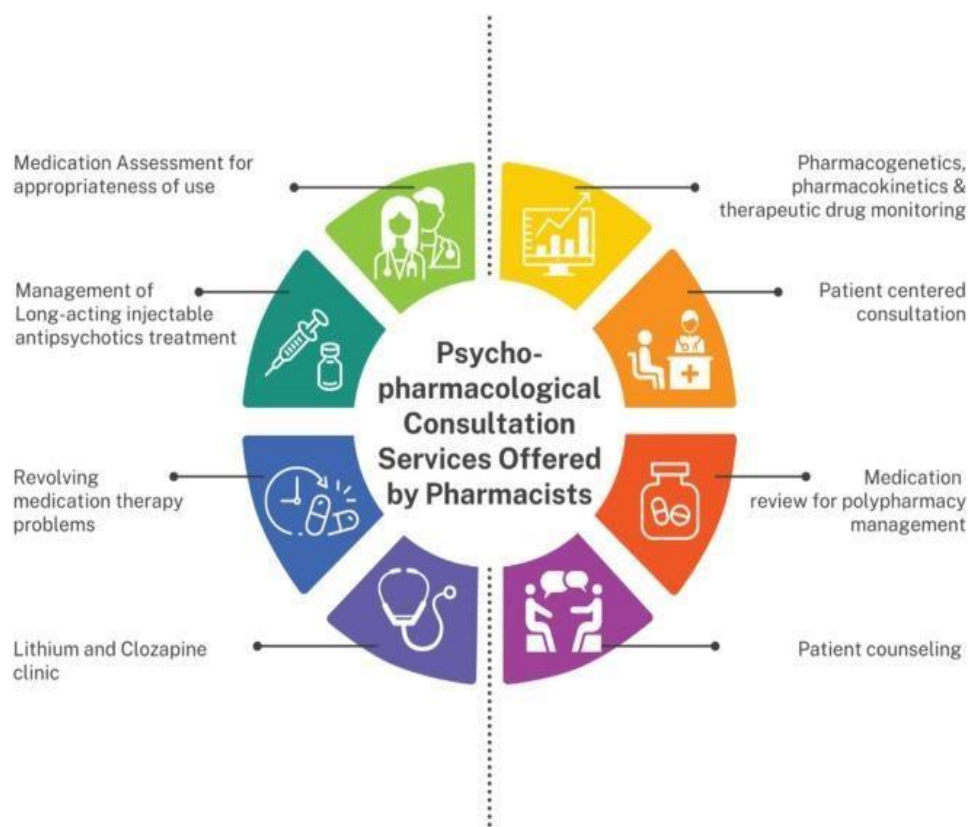 Medication Assessment for
appropriateness of use
Management of
Long-acting injectable
antipsychotics treatment
Revolving
medication therapy
problems
Lithium and Clozapine
clinic
Psycho-
pharmacological
Consultation
Services Offered
by Pharmacists
Pharmacogenetics,
pharmacokinetics &
therapeutic drug monitoring
Patient centered
consultation
Medication
review for polypharmacy
management
Patient counseling